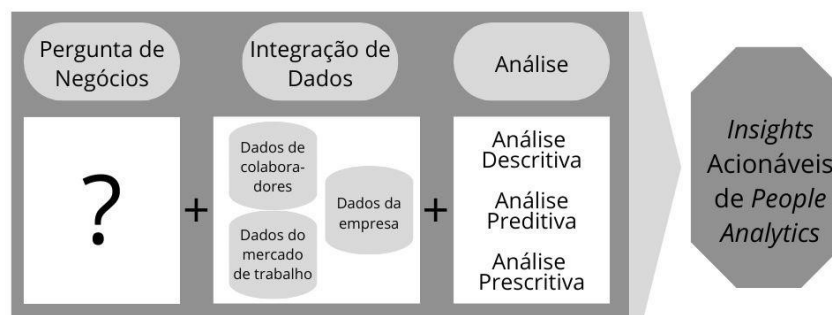 Pergunta de
Negócios
Integração de
Dados
Análise
?
+
Dados de
colabora-
dores
Dados do
mercado
de trabalho
Dados da
empresa
+
Análise
Descritiva
Análise
Preditiva
Análise
Prescritiva
Insights
Acionáveis
de People
Analytics